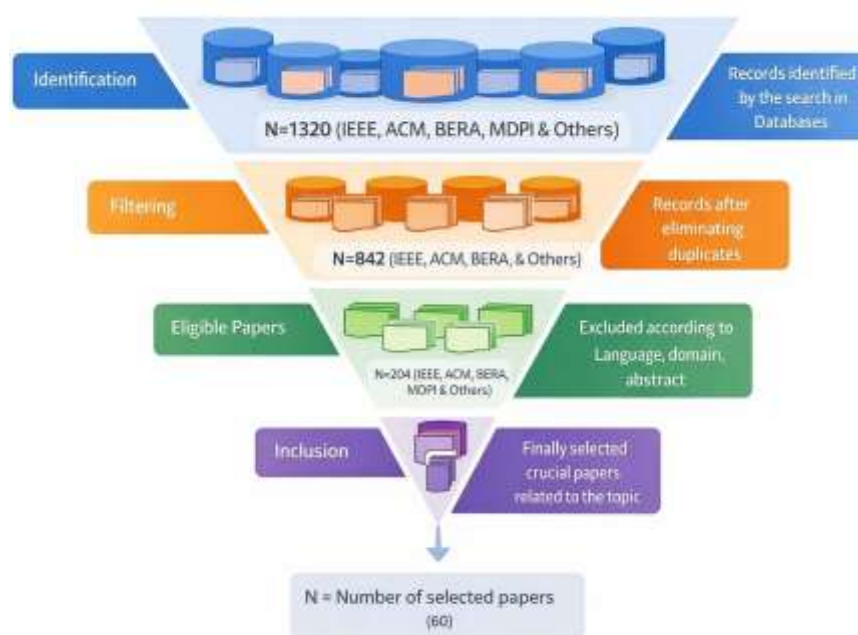 Identification
Records identified
by the search in
Databases
N=1320 (IEEE, ACM, BERA, MDPI & Others)
Filtering
Records after
eliminating
duplicates
N=842 (IEEE, ACM, BERA, & Others)
Eligible Papers
Excluded according to
Language, domain,
abstract
N=204 (IEEE, ACM, BERA,
MDPI & Others)
Inclusion
Finally selected
crucial papers
related to the topic
N = Number of selected papers
(60)